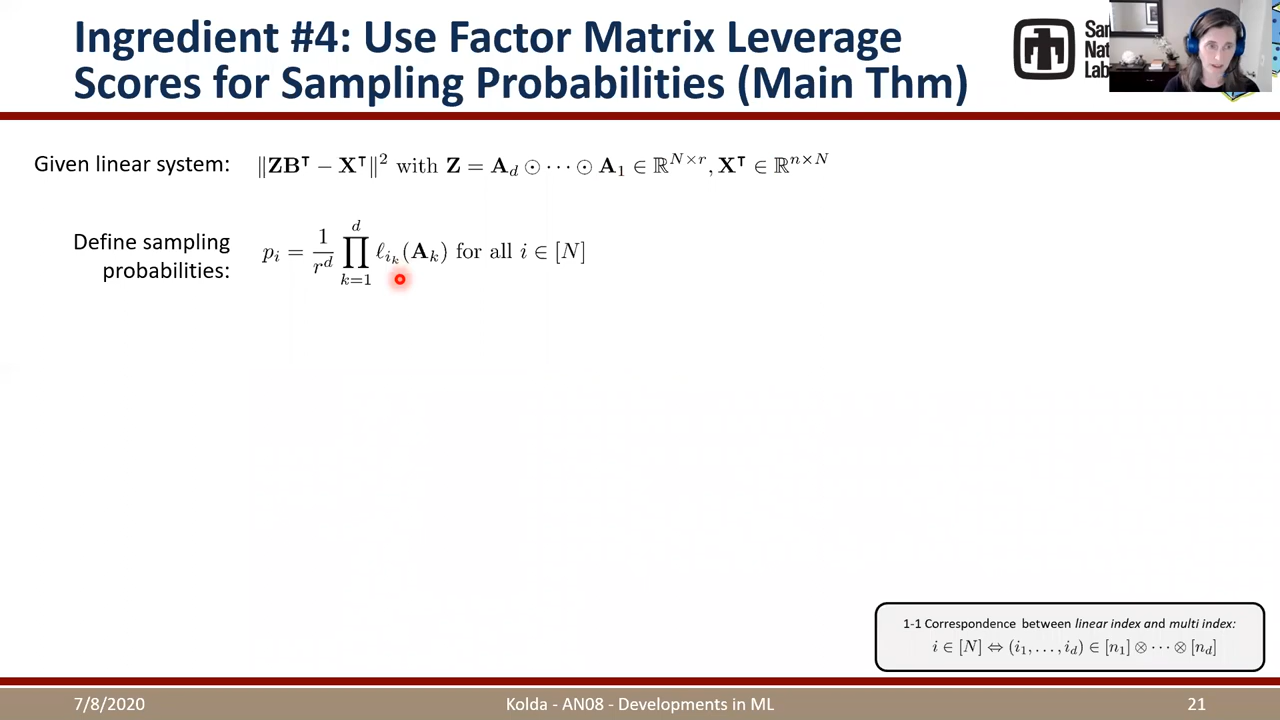 Ingredient #4: Use Factor Matrix Leverage
Scores for Sampling Probabilities (Main Thm)
Given linear system: ‖ZBᵀ − Xᵀ‖² with Z = A_d ⊙ ⋯ ⊙ A_1 ∈ ℝ^{N×r}, Xᵀ ∈ ℝ^{n×N}
Define sampling
probabilities: p_i = \frac{1}{r^d} ∏_{k=1}^{d} ℓ_{i_k}(A_k) for all i ∈ [N]
1-1 Correspondence between linear index and multi index:
i ∈ [N] ⇔ (i_1, …, i_d) ∈ [n_1] ⊗ ⋯ ⊗ [n_d]
7/8/2020
Kolda - AN08 - Developments in ML
21